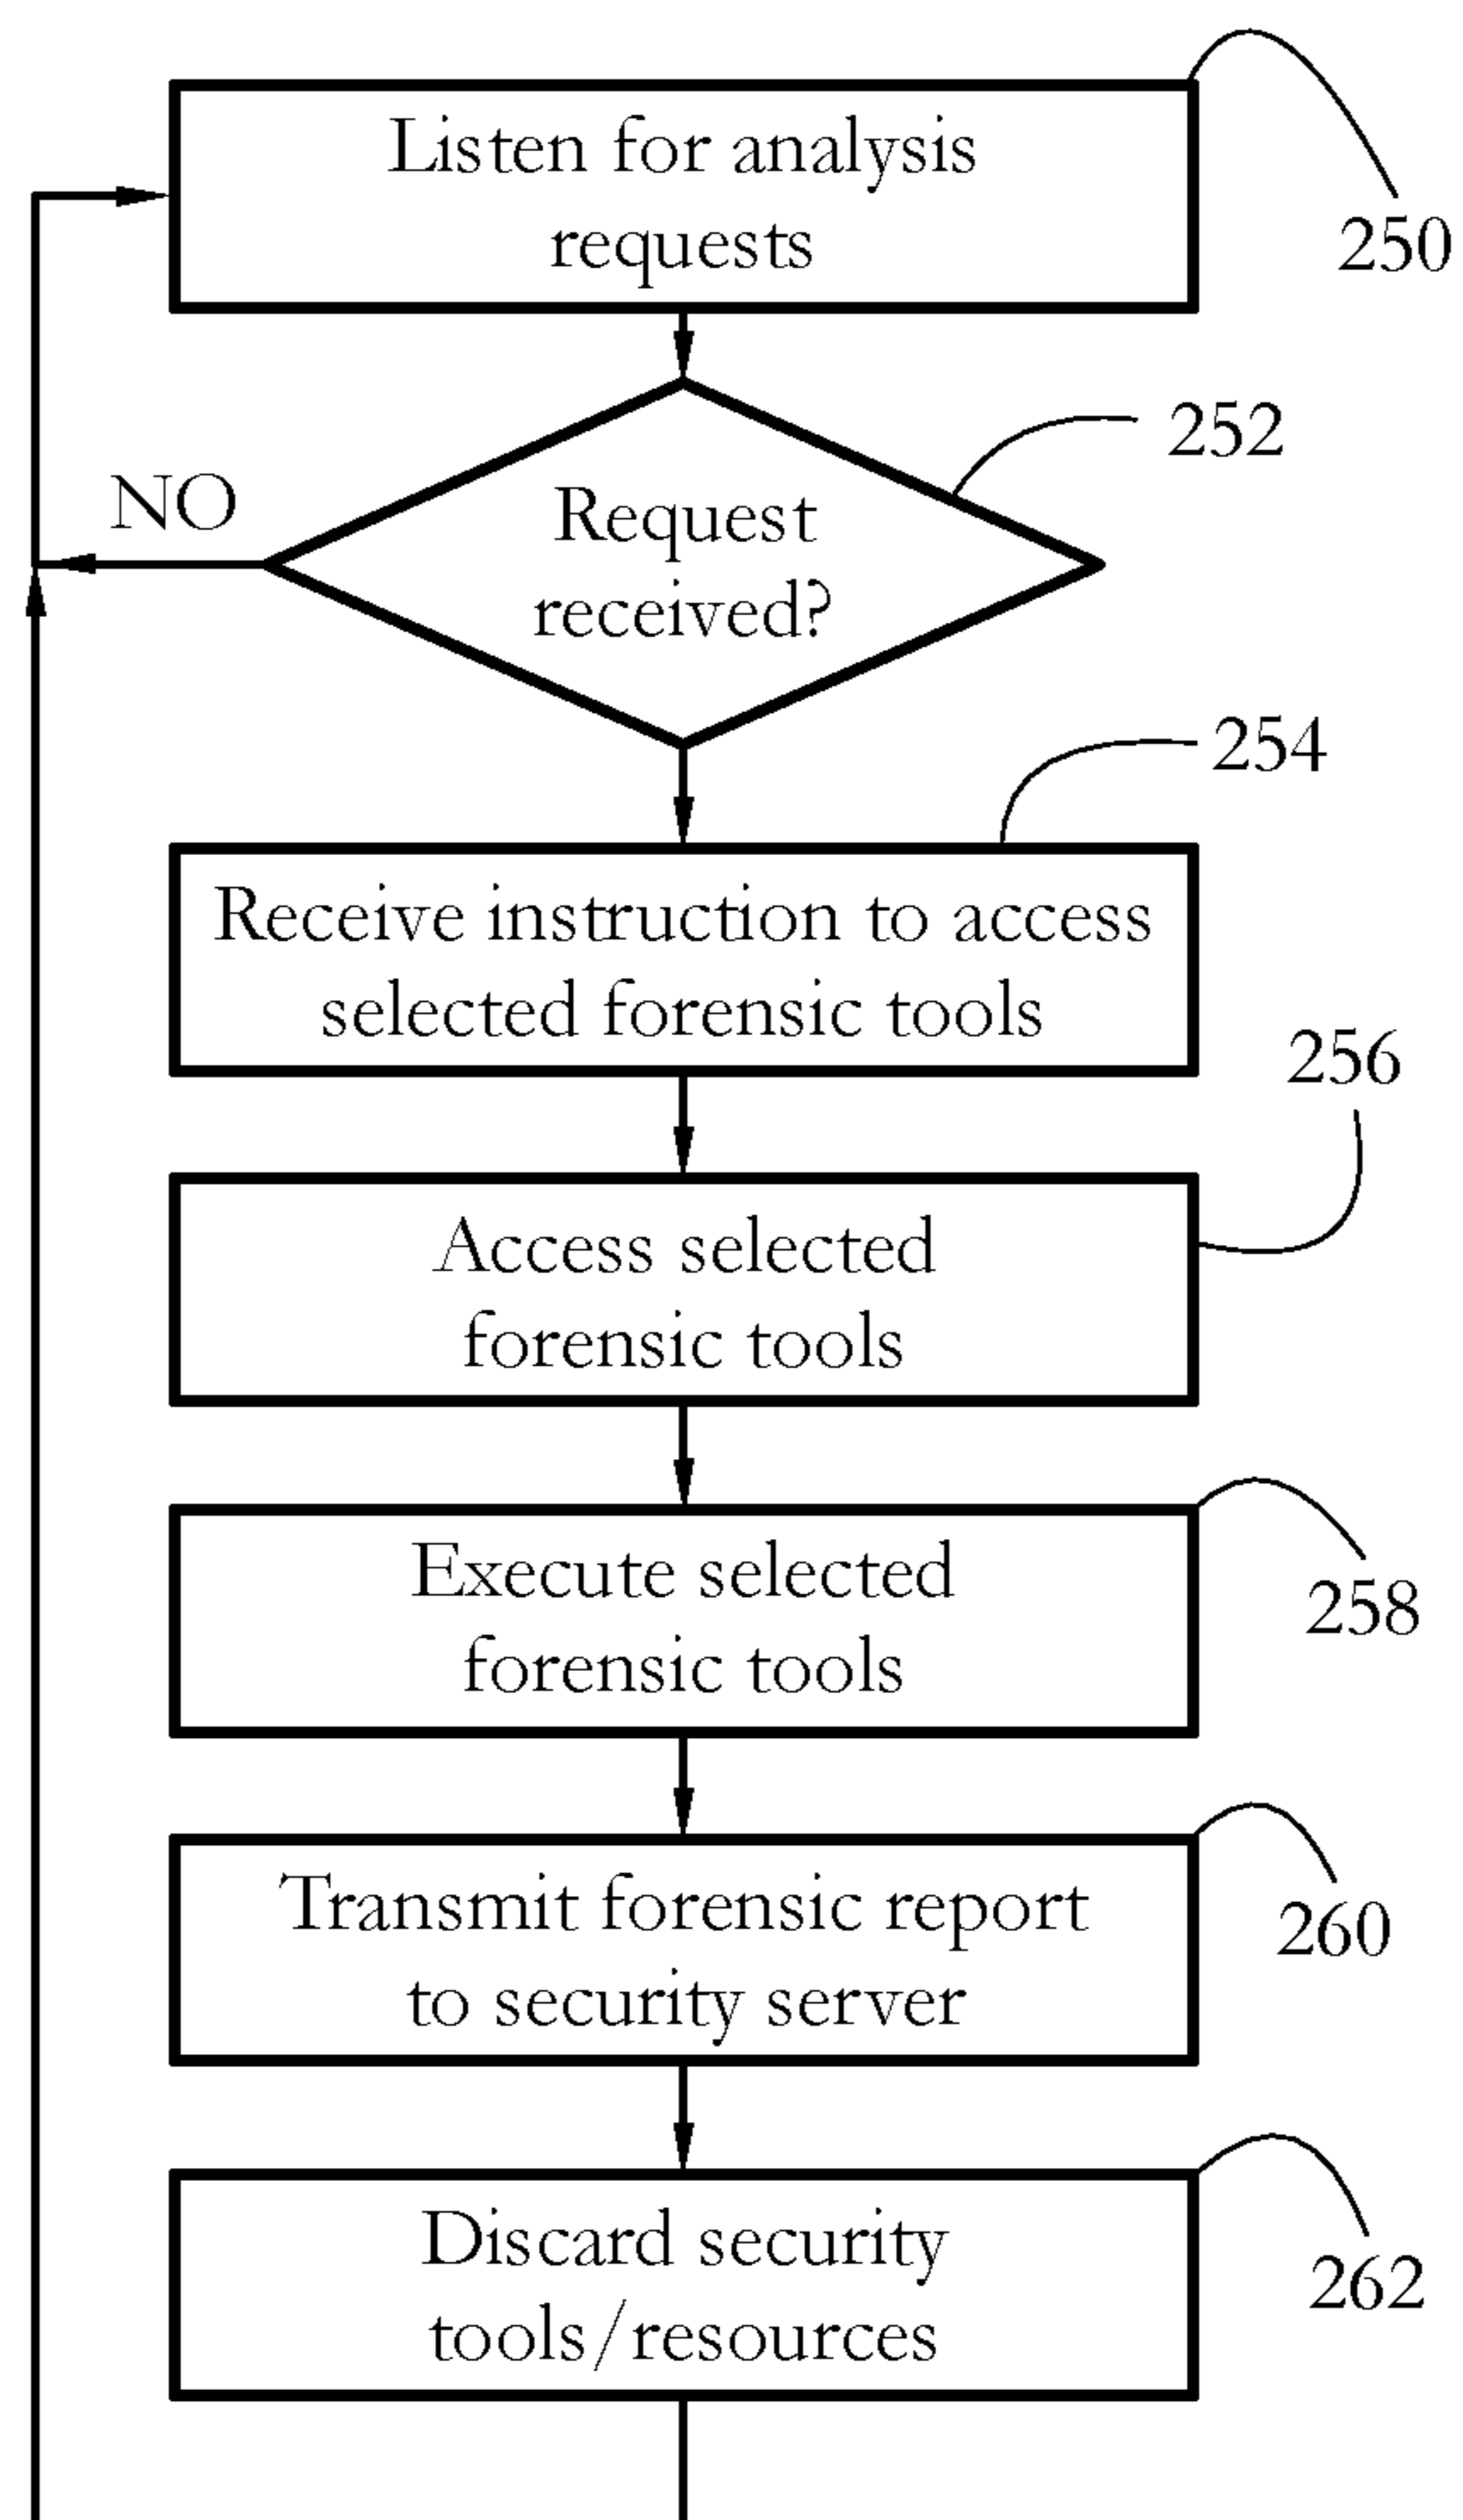 Listen for analysis
requests
250
252
NO
Request
received?
254
Receive instruction to access
selected forensic tools
256
Access selected
forensic tools
Execute selected
forensic tools
258
Transmit forensic report
to security server
260
Discard security
tools/resources
262